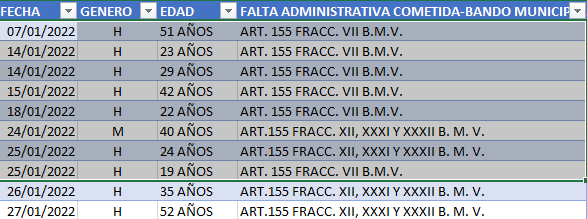 FECHA GENERO EDAD FALTA ADMINISTRATIVA COMETIDA-BANDO MUNICIP
07/01/2022 H 51 AÑOS ART. 155 FRACC. VII B.M.V.
14/01/2022 H 23 AÑOS ART. 155 FRACC. VII B.M.V.
14/01/2022 H 29 AÑOS ART. 155 FRACC. VII B.M.V.
15/01/2022 H 42 AÑOS ART. 155 FRACC. VII B.M.V.
18/01/2022 H 22 AÑOS ART. 155 FRACC. VII B.M.V.
24/01/2022 M 40 AÑOS ART.155 FRACC. XII, XXXI Y XXXII B. M. V.
25/01/2022 H 24 AÑOS ART.155 FRACC. XII, XXXI Y XXXII B. M. V.
25/01/2022 H 19 AÑOS ART. 155 FRACC. VII B.M.V.
26/01/2022 H 35 AÑOS ART.155 FRACC. XII, XXXI Y XXXII B. M. V.
27/01/2022 H 52 AÑOS ART.155 FRACC. XII, XXXI Y XXXII B. M. V.